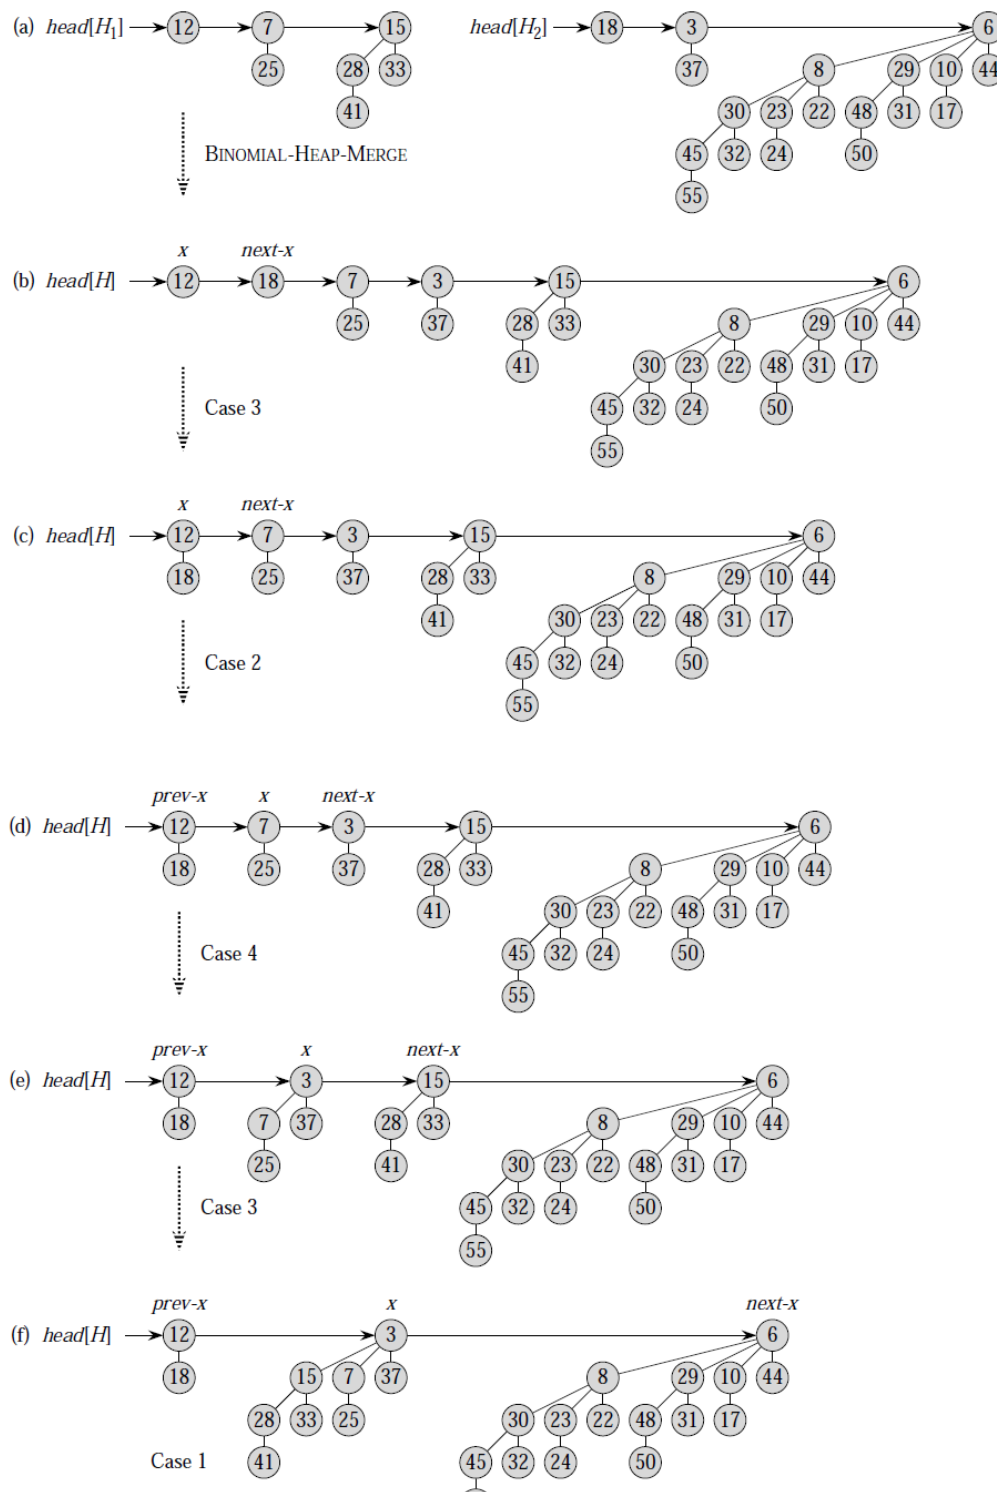 (a) head[H1] 12 7 15 head[H2] 18 3 6
25 28 33 37 8 29 10 44
41 30 23 22 48 31 17
BINOMIAL-HEAP-MERGE 45 32 24 50
55
x next-x
(b) head[H] 12 18 7 3 15 6
25 37 28 33 8 29 10 44
41 30 23 22 48 31 17
Case 3 45 32 24 50
55
x next-x
(c) head[H] 12 7 3 15 6
18 25 37 28 33 8 29 10 44
41 30 23 22 48 31 17
Case 2 45 32 24 50
55
prev-x x next-x
(d) head[H] 12 7 3 15 6
18 25 37 28 33 8 29 10 44
41 30 23 22 48 31 17
Case 4 45 32 24 50
55
prev-x x next-x
(e) head[H] 12 3 15 6
18 7 37 28 33 8 29 10 44
25 41 30 23 22 48 31 17
Case 3 45 32 24 50
55
prev-x x next-x
(f) head[H] 12 3 6
18 15 7 37 8 29 10 44
28 33 25 30 23 22 48 31 17
Case 1 41 45 32 24 50